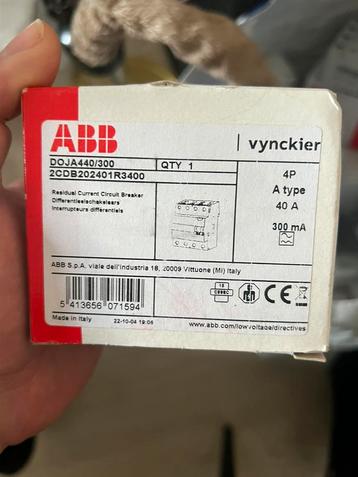 ABB
vynckier
DOJA440/300
QTY 1
2CDB202401R3400
Residual Current Circuit Breaker
Differentieelschakelaars
Interrupteurs differentiels
4P
A type
40 A
300 mA
ABB S.p.A. viale dell'industria 18, 20009 Vittuone (MI) Italy
5 413656 071594
Made in Italy
22-10-04 19:06
www.abb.com/lowvoltage/directives